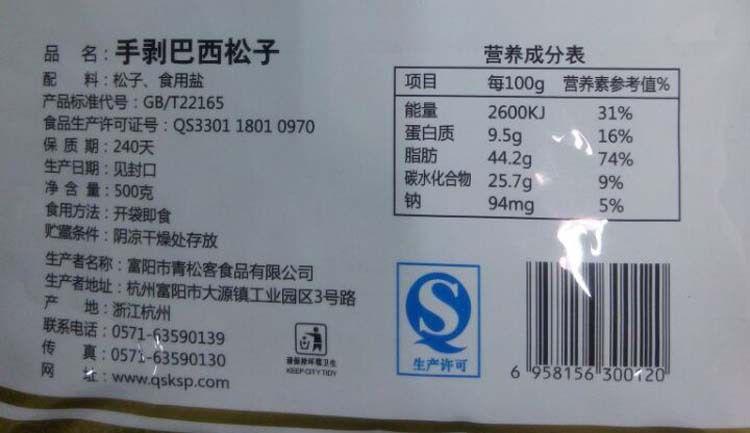 品 名：手剥巴西松子
配 料：松子、食用盐
产品标准代号：GB/T22165
食品生产许可证号：QS3301 1801 0970
保 质 期：240天
生产日期：见封口
净 含 量：500克
食用方法：开袋即食
贮藏条件：阴凉干燥处存放
生产者名称：富阳市青松客食品有限公司
生产者地址：杭州富阳市大源镇工业园区3号路
产 地：浙江杭州
联系电话：0571-63590139
传 真：0571-63590130
网 址：www.qsksp.com
营养成分表
项目 每100g 营养素参考值%
能量 2600KJ 31%
蛋白质 9.5g 16%
脂肪 44.2g 74%
碳水化合物 25.7g 9%
钠 94mg 5%
请保持环境卫生
KEEP CITY TIDY
生产许可
6 958156 300120